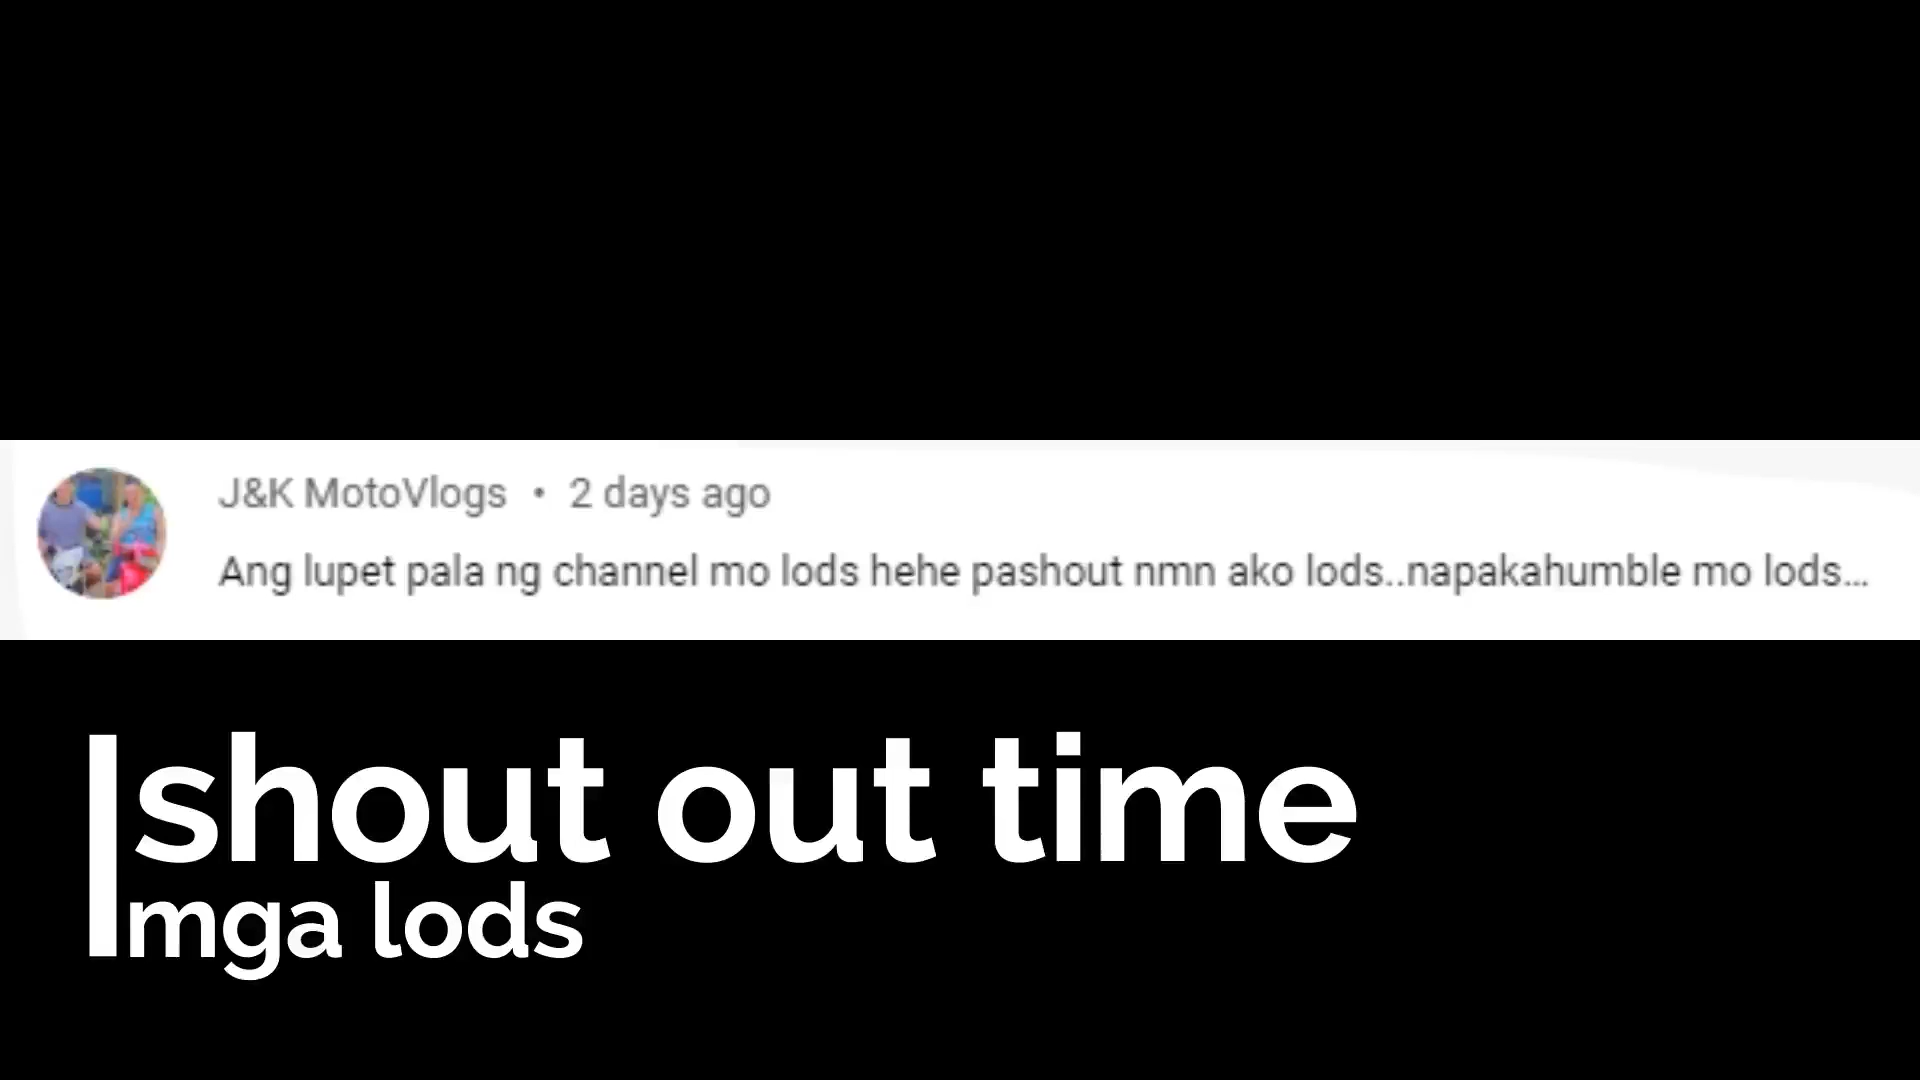 J&K MotoVlogs • 2 days ago
Ang lupet pala ng channel mo lods hehe pashout nmn ako lods..napakahumble mo lods...
shout out time
mga lods